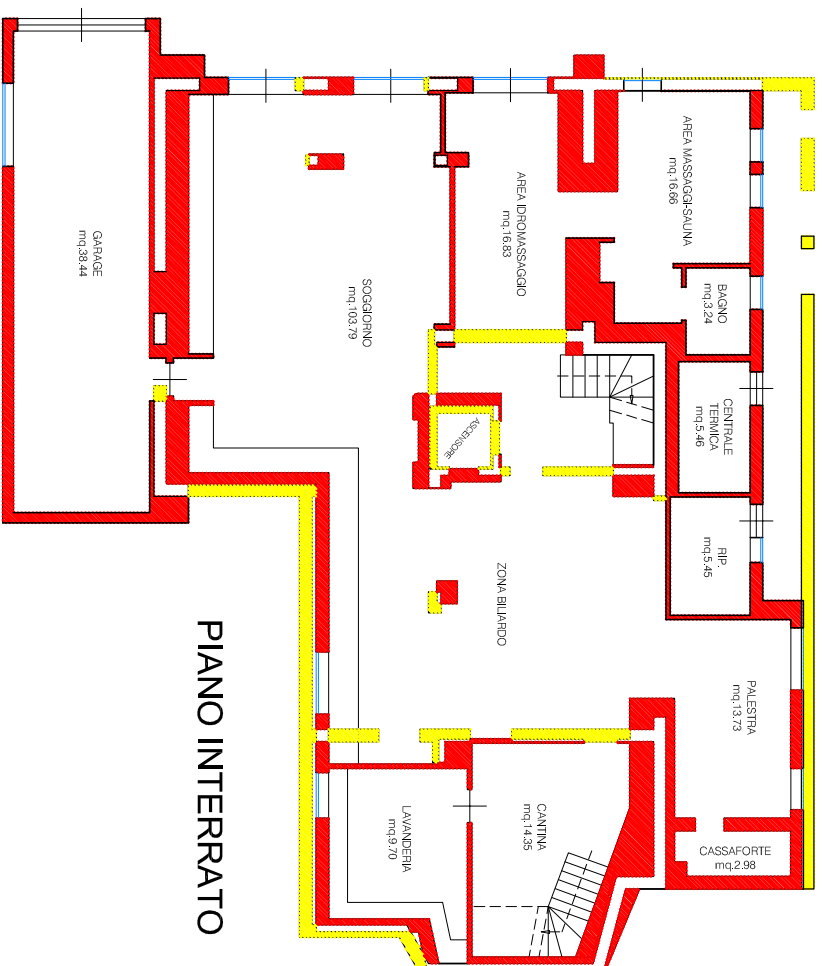 AREA MASSAGGI-SAUNA
mq.16.66
AREA IDROMASSAGGIO
mq.16.83
GARAGE
mq.38.44
SOGGIORNO
mq.103.79
BAGNO
mq.3.24
CENTRALE
TERMICA
mq.5.46
ASCENSORE
RIP.
mq.5.45
ZONA BILIARDO
PALESTRA
mq.13.73
PIANO INTERRATO
LAVANDERIA
mq.9.70
CANTINA
mq.14.35
CASSAFORTE
mq.2.98